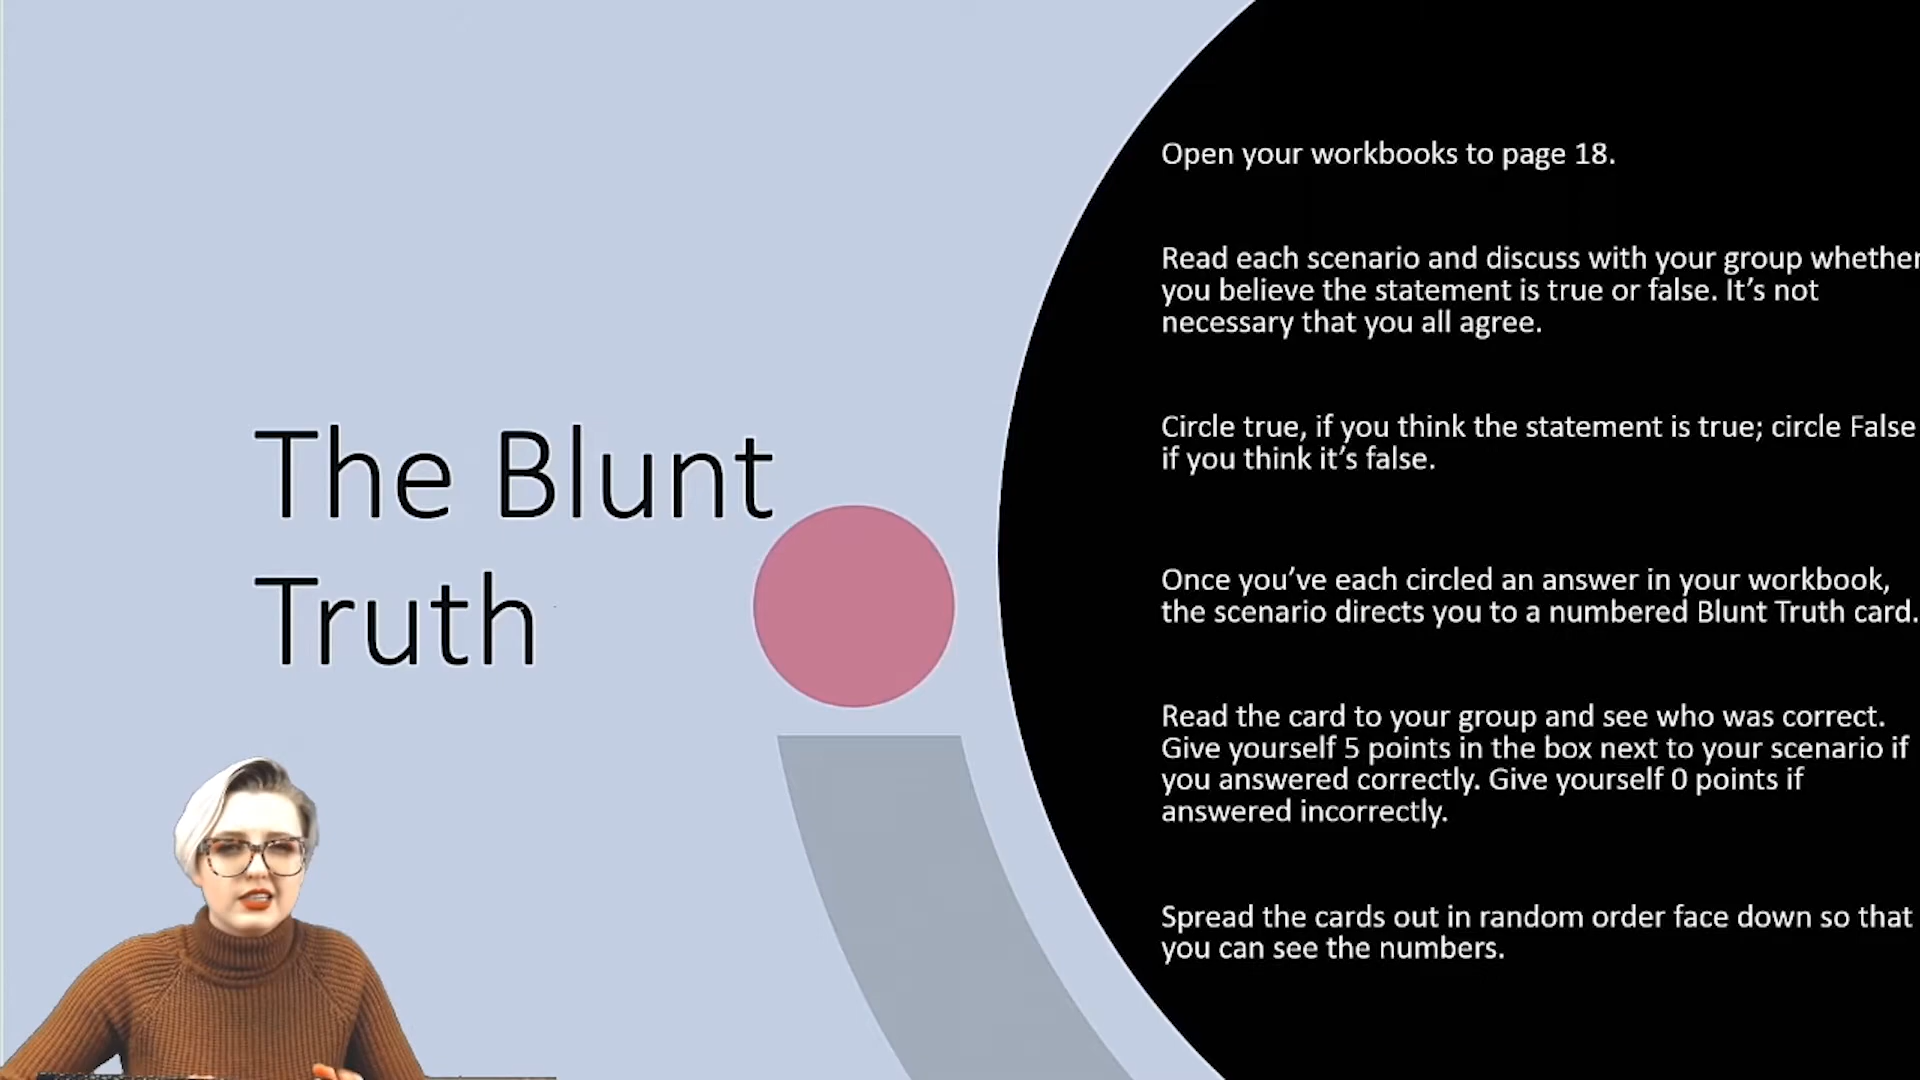 The Blunt
Truth
Open your workbooks to page 18.
Read each scenario and discuss with your group whether
you believe the statement is true or false. It’s not
necessary that you all agree.
Circle true, if you think the statement is true; circle False
if you think it’s false.
Once you’ve each circled an answer in your workbook,
the scenario directs you to a numbered Blunt Truth card.
Read the card to your group and see who was correct.
Give yourself 5 points in the box next to your scenario if
you answered correctly. Give yourself 0 points if
answered incorrectly.
Spread the cards out in random order face down so that
you can see the numbers.